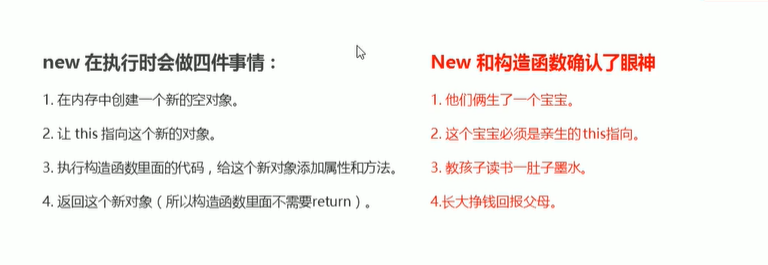 new 在执行时会做四件事情：
1. 在内存中创建一个新的空对象。
2. 让 this 指向这个新的对象。
3. 执行构造函数里面的代码，给这个新对象添加属性和方法。
4. 返回这个新对象（所以构造函数里面不需要return）。
New 和构造函数确认了眼神
1. 他们俩生了一个宝宝。
2. 这个宝宝必须是亲生的this指向。
3. 教孩子读书一肚子墨水。
4.长大挣钱回报父母。